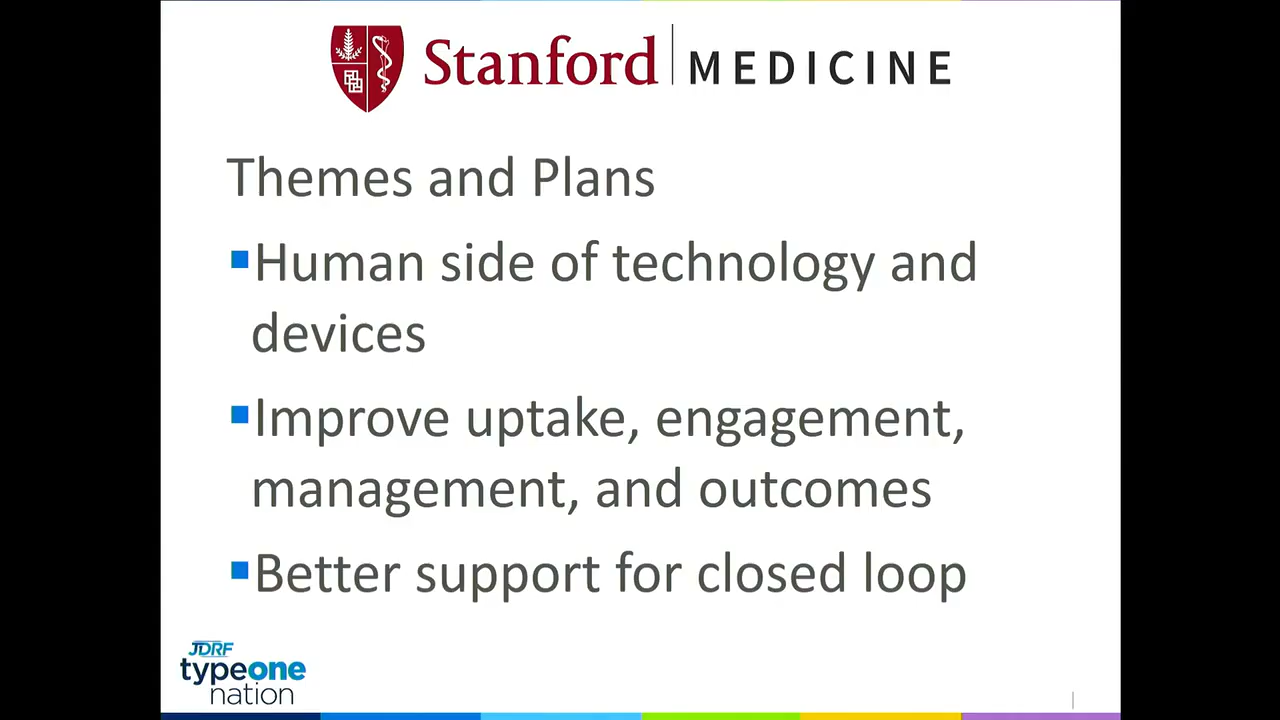 Stanford MEDICINE
Themes and Plans
Human side of technology and
devices
Improve uptake, engagement,
management, and outcomes
Better support for closed loop
JDRF
typeone
nation